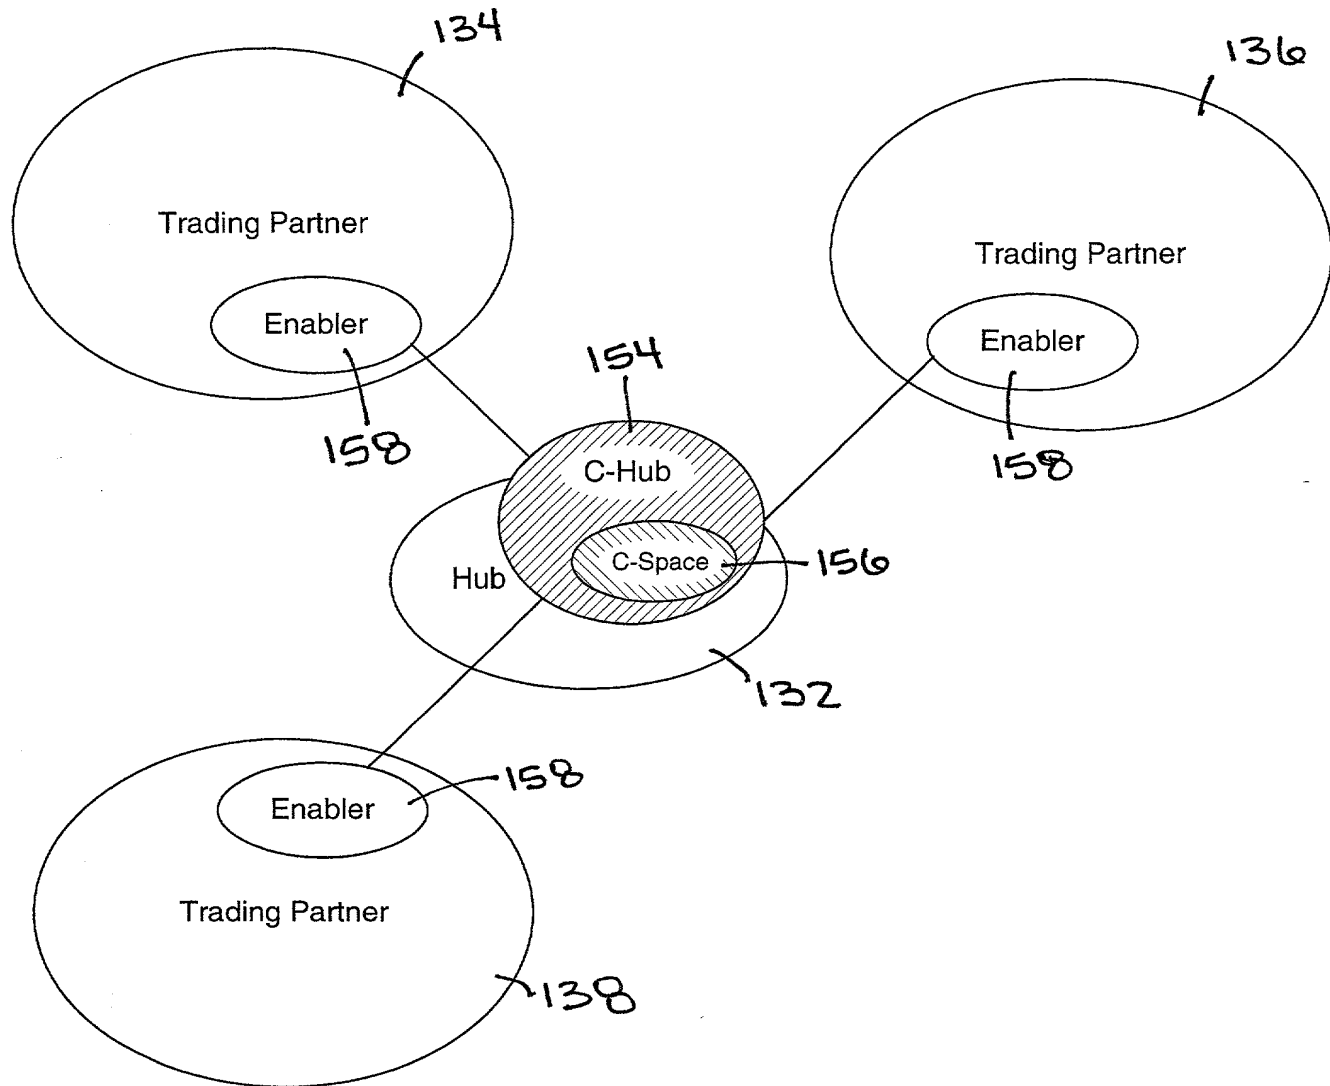 134
136
Trading Partner
Trading Partner
Enabler
Enabler
154
158
158
C-Hub
C-Space
156
Hub
132
158
Enabler
Trading Partner
138